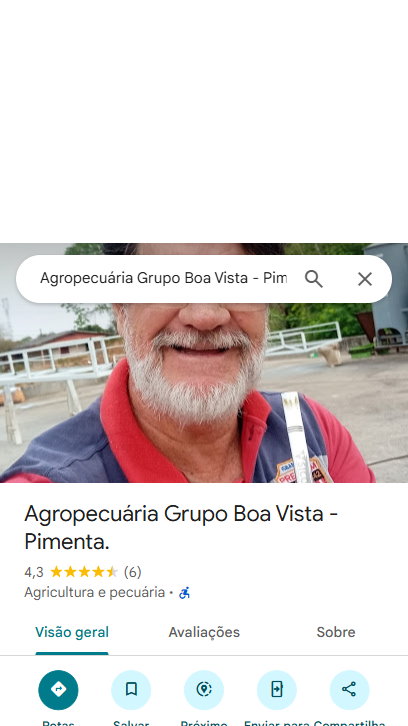 Agropecuária Grupo Boa Vista - Pim
Agropecuária Grupo Boa Vista -
Pimenta.
4,3 (6)
Agricultura e pecuária ·
Visão geral Avaliações Sobre
Rotas Salvar Próximo Enviar para Compartilha